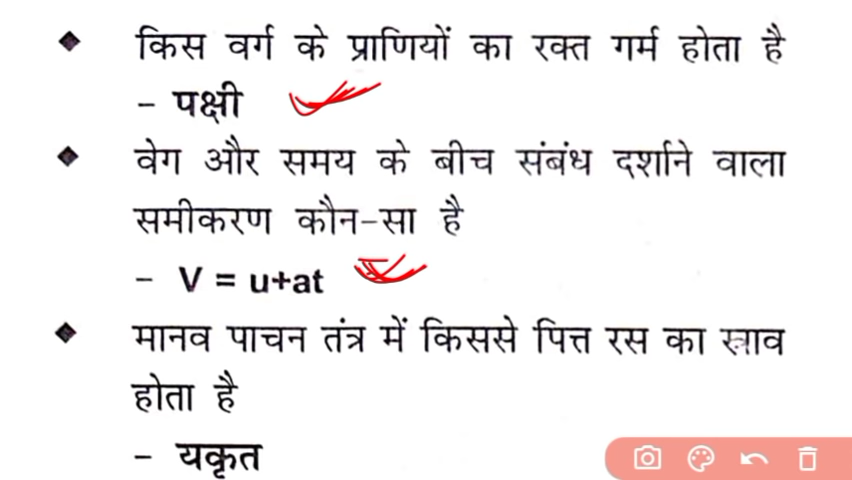 ❖ किस वर्ग के प्राणियों का रक्त गर्म होता है
– पक्षी
❖ वेग और समय के बीच संबंध दर्शाने वाला
समीकरण कौन-सा है
– V = u+at
❖ मानव पाचन तंत्र में किससे पित्त रस का स्राव
होता है
– यकृत